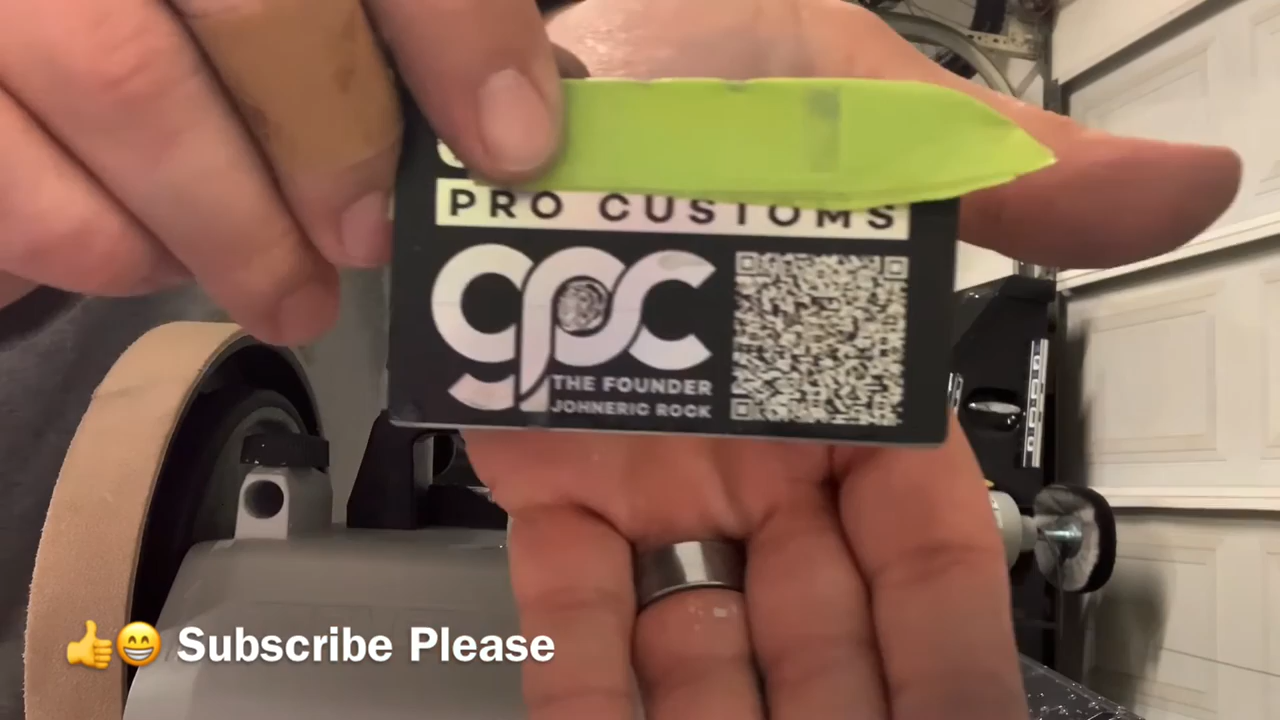 PRO CUSTOMS
gpc
THE FOUNDER
JOHNERIC ROCK
👍😁 Subscribe Please